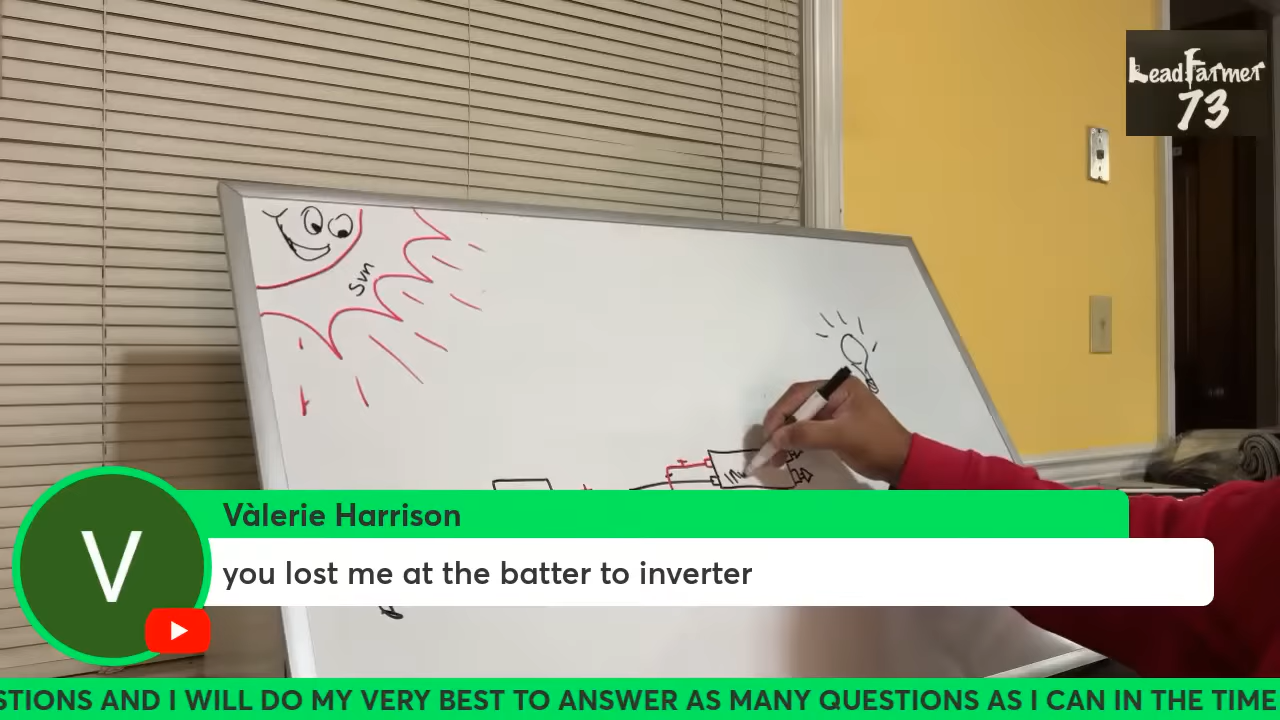 LeadFarmer
73
Sun
Inv
Vàlerie Harrison
V
you lost me at the batter to inverter
STIONS AND I WILL DO MY VERY BEST TO ANSWER AS MANY QUESTIONS AS I CAN IN THE TIME